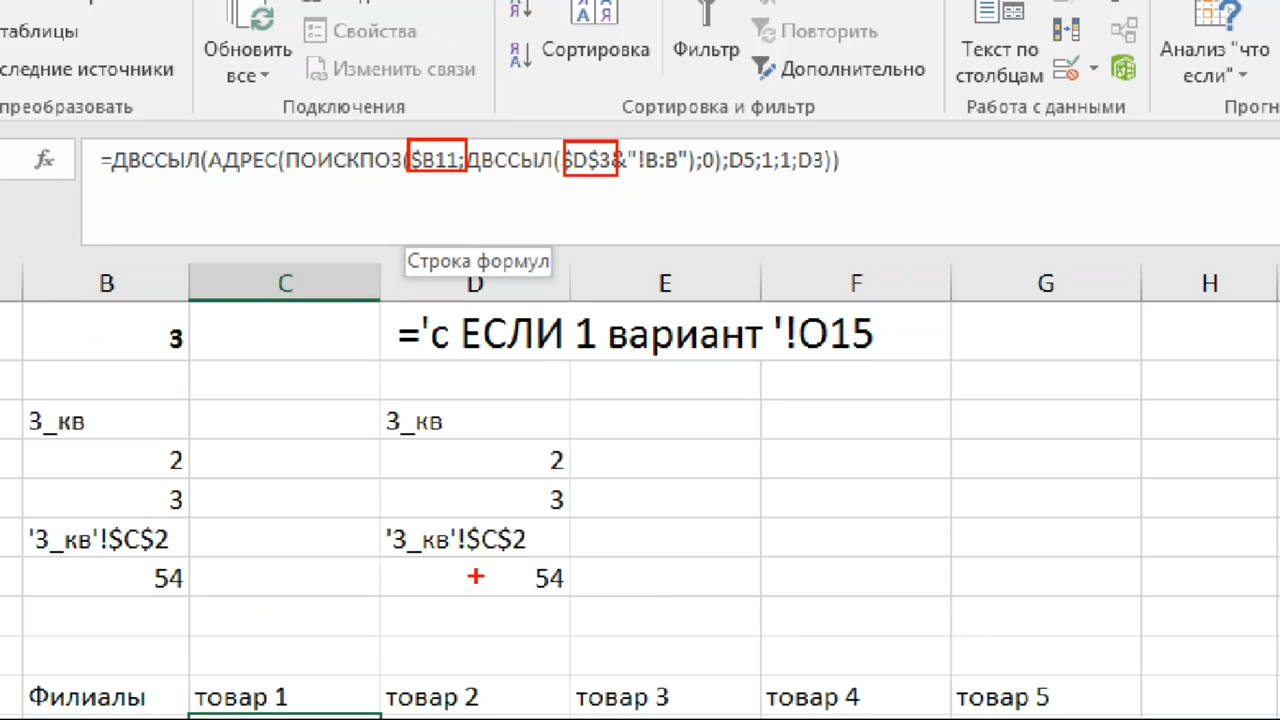 таблицы
следние источники
преобразовать
Обновить
все
Свойства
Изменить связи
Подключения
Сортировка
Фильтр
Повторить
Дополнительно
Сортировка и фильтр
Текст по
столбцам
Работа с данными
Анализ "что
если"
Прогн
fx
=ДВССЫЛ(АДРЕС(ПОИСКПОЗ($B11;ДВССЫЛ($D$3&"!B:B");0);D5;1;1;D3))
Строка формул
B C D E F G H
3 ='с ЕСЛИ 1 вариант '!O15
3_кв 3_кв
2 2
3 3
'3_кв'!$C$2 '3_кв'!$C$2
54 54
Филиалы товар 1 товар 2 товар 3 товар 4 товар 5